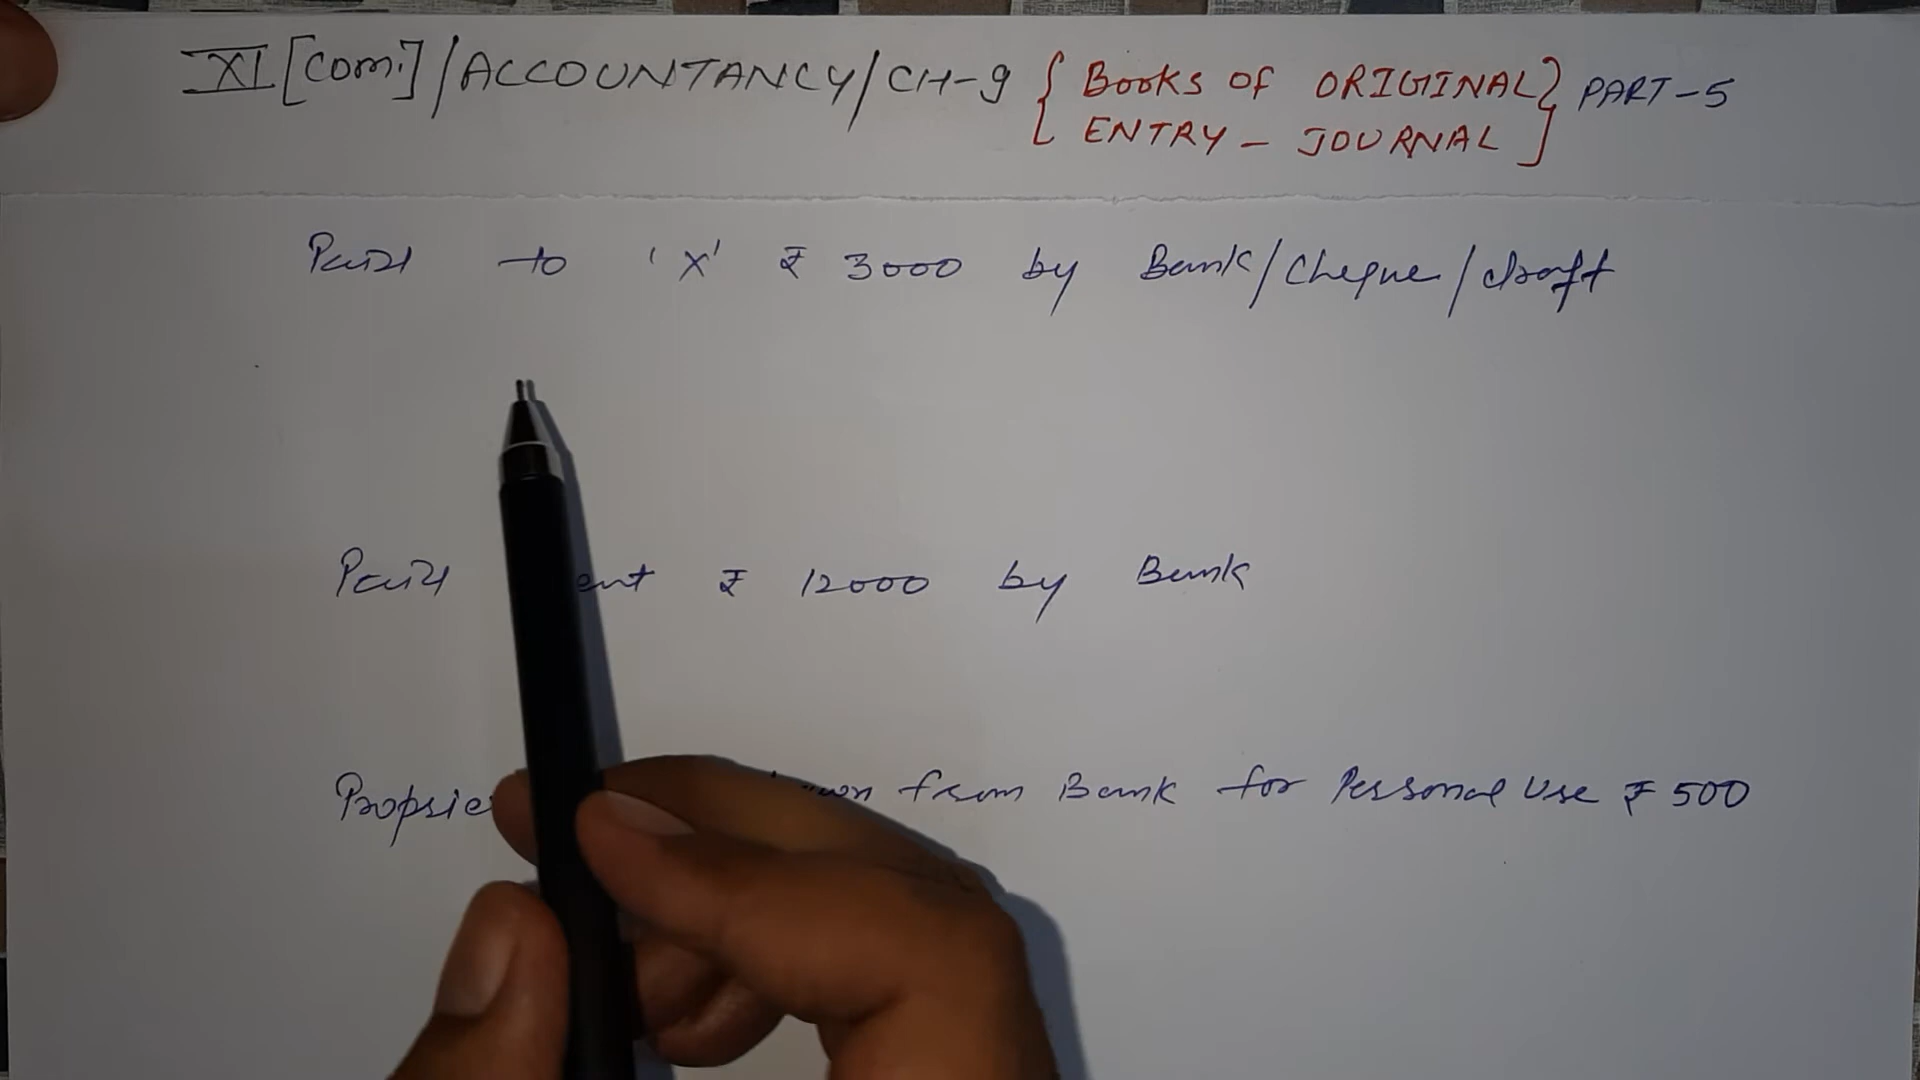 XI [Com.] / ACCOUNTANCY / CH-9 { Books of ORIGINAL ENTRY - JOURNAL } PART-5
Paid to 'X' ₹ 3000 by Bank/Cheque/draft
Paid ₹ 12000 by Bank
from Bank for Personal Use ₹ 500